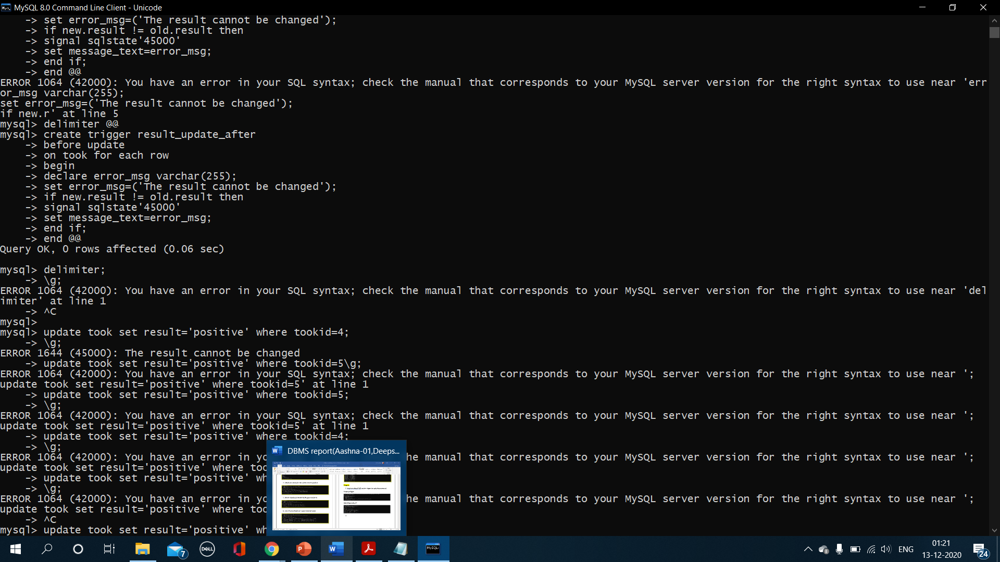 MySQL 8.0 Command Line Client - Unicode
    -> set error_msg=('The result cannot be changed');
    -> if new.result != old.result then
    -> signal sqlstate'45000'
    -> set message_text=error_msg;
    -> end if;
    -> end @@
ERROR 1064 (42000): You have an error in your SQL syntax; check the manual that corresponds to your MySQL server version for the right syntax to use near 'err
or_msg varchar(255);
set error_msg=('The result cannot be changed');
if new.r' at line 5
mysql> delimiter @@
mysql> create trigger result_update_after
    -> before update
    -> on took for each row
    -> begin
    -> declare error_msg varchar(255);
    -> set error_msg=('The result cannot be changed');
    -> if new.result != old.result then
    -> signal sqlstate'45000'
    -> set message_text=error_msg;
    -> end if;
    -> end @@
Query OK, 0 rows affected (0.06 sec)
mysql> delimiter;
    -> \g;
ERROR 1064 (42000): You have an error in your SQL syntax; check the manual that corresponds to your MySQL server version for the right syntax to use near 'del
imiter' at line 1
    -> ^C
mysql>
mysql> update took set result='positive' where tookid=4;
    -> \g;
ERROR 1644 (45000): The result cannot be changed
    -> update took set result='positive' where tookid=5\g;
ERROR 1064 (42000): You have an error in your SQL syntax; check the manual that corresponds to your MySQL server version for the right syntax to use near ';
update took set result='positive' where tookid=5' at line 1
    -> update took set result='positive' where tookid=5;
    -> \g;
ERROR 1064 (42000): You have an error in your SQL syntax; check the manual that corresponds to your MySQL server version for the right syntax to use near ';
update took set result='positive' where tookid=5' at line 1
    -> update took set result='positive' where tookid=4;
    -> \g;
DBMS report(Aashna-01,Deeps...
ERROR 1064 (42000): You have an error in yo he manual that corresponds to your MySQL server version for the right syntax to use near ';
update took set result='positive' where too
    -> update took set result='positive' wh
    -> \g;
ERROR 1064 (42000): You have an error in yo he manual that corresponds to your MySQL server version for the right syntax to use near ';
update took set result='positive' where too
    -> ^C
mysql> update took set result='positive' wh
7
DELL
ENG
01:21
13-12-2020
24